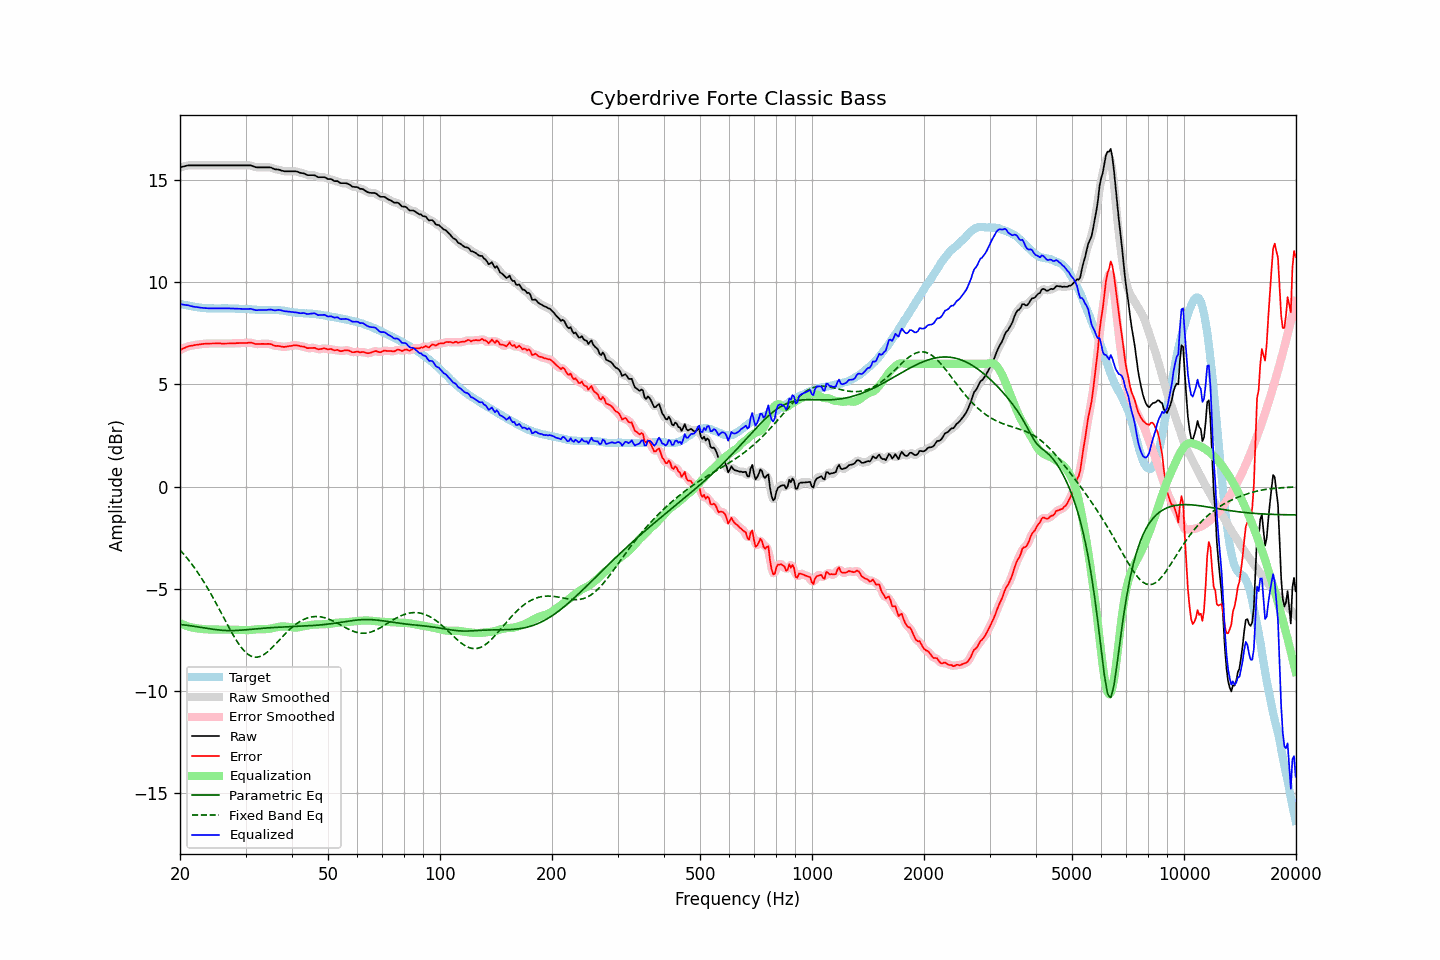 Cyberdrive Forte Classic Bass
Amplitude (dBr)
15
10
5
0
−5
−10
−15
Target
Raw Smoothed
Error Smoothed
Raw
Error
Equalization
Parametric Eq
Fixed Band Eq
Equalized
20
50
100
200
500
1000
2000
5000
10000
20000
Frequency (Hz)